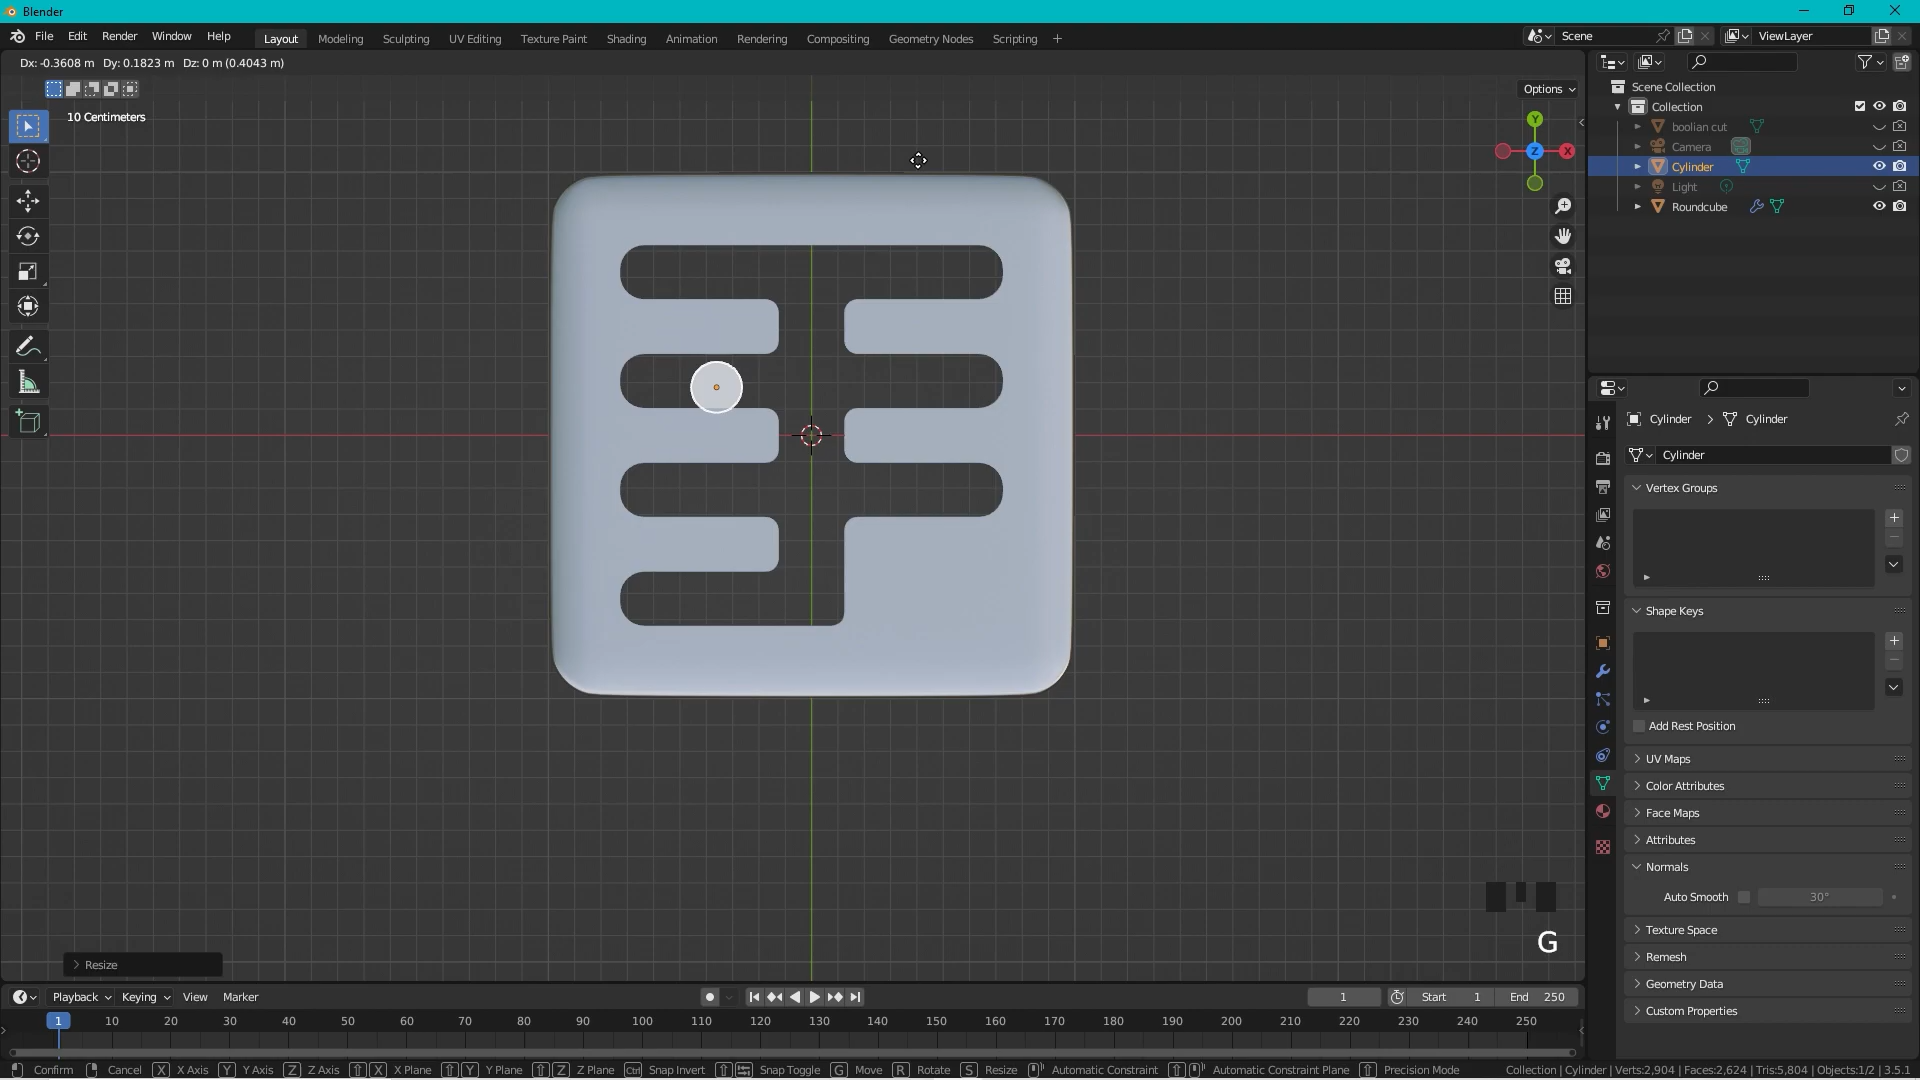 Blender
File Edit Render Window Help Layout Modeling Sculpting UV Editing Texture Paint Shading Animation Rendering Compositing Geometry Nodes Scripting + Scene ViewLayer
Dx: -0.3608 m Dy: 0.1823 m Dz: 0 m (0.4043 m)
Options
10 Centimeters
Y
Z X
Scene Collection
Collection
boolian cut
Camera
Cylinder
Light
Roundcube
Cylinder > Cylinder
Cylinder
Vertex Groups
Shape Keys
Add Rest Position
UV Maps
Color Attributes
Face Maps
Attributes
Normals
Auto Smooth 30°
Texture Space
Remesh
Geometry Data
Custom Properties
G
> Resize
Playback Keying View Marker 1 Start 1 End 250
1 10 20 30 40 50 60 70 80 90 100 110 120 130 140 150 160 170 180 190 200 210 220 230 240 250
Confirm Cancel X X Axis Y Y Axis Z Z Axis X X Plane Y Y Plane Z Z Plane Ctrl Snap Invert Snap Toggle G Move R Rotate S Resize Automatic Constraint Automatic Constraint Plane Precision Mode Collection | Cylinder | Verts:2,904 | Faces:2,624 | Tris:5,804 | Objects:1/2 | 3.5.1